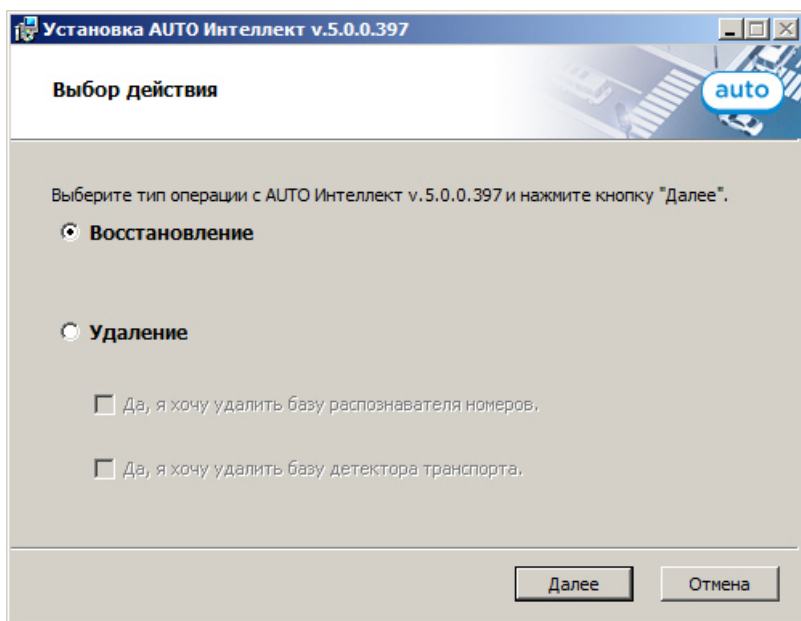 Установка AUTO Интеллект v.5.0.0.397
Выбор действия
auto
Выберите тип операции с AUTO Интеллект v.5.0.0.397 и нажмите кнопку "Далее".
Восстановление
Удаление
Да, я хочу удалить базу распознавателя номеров.
Да, я хочу удалить базу детектора транспорта.
Далее
Отмена